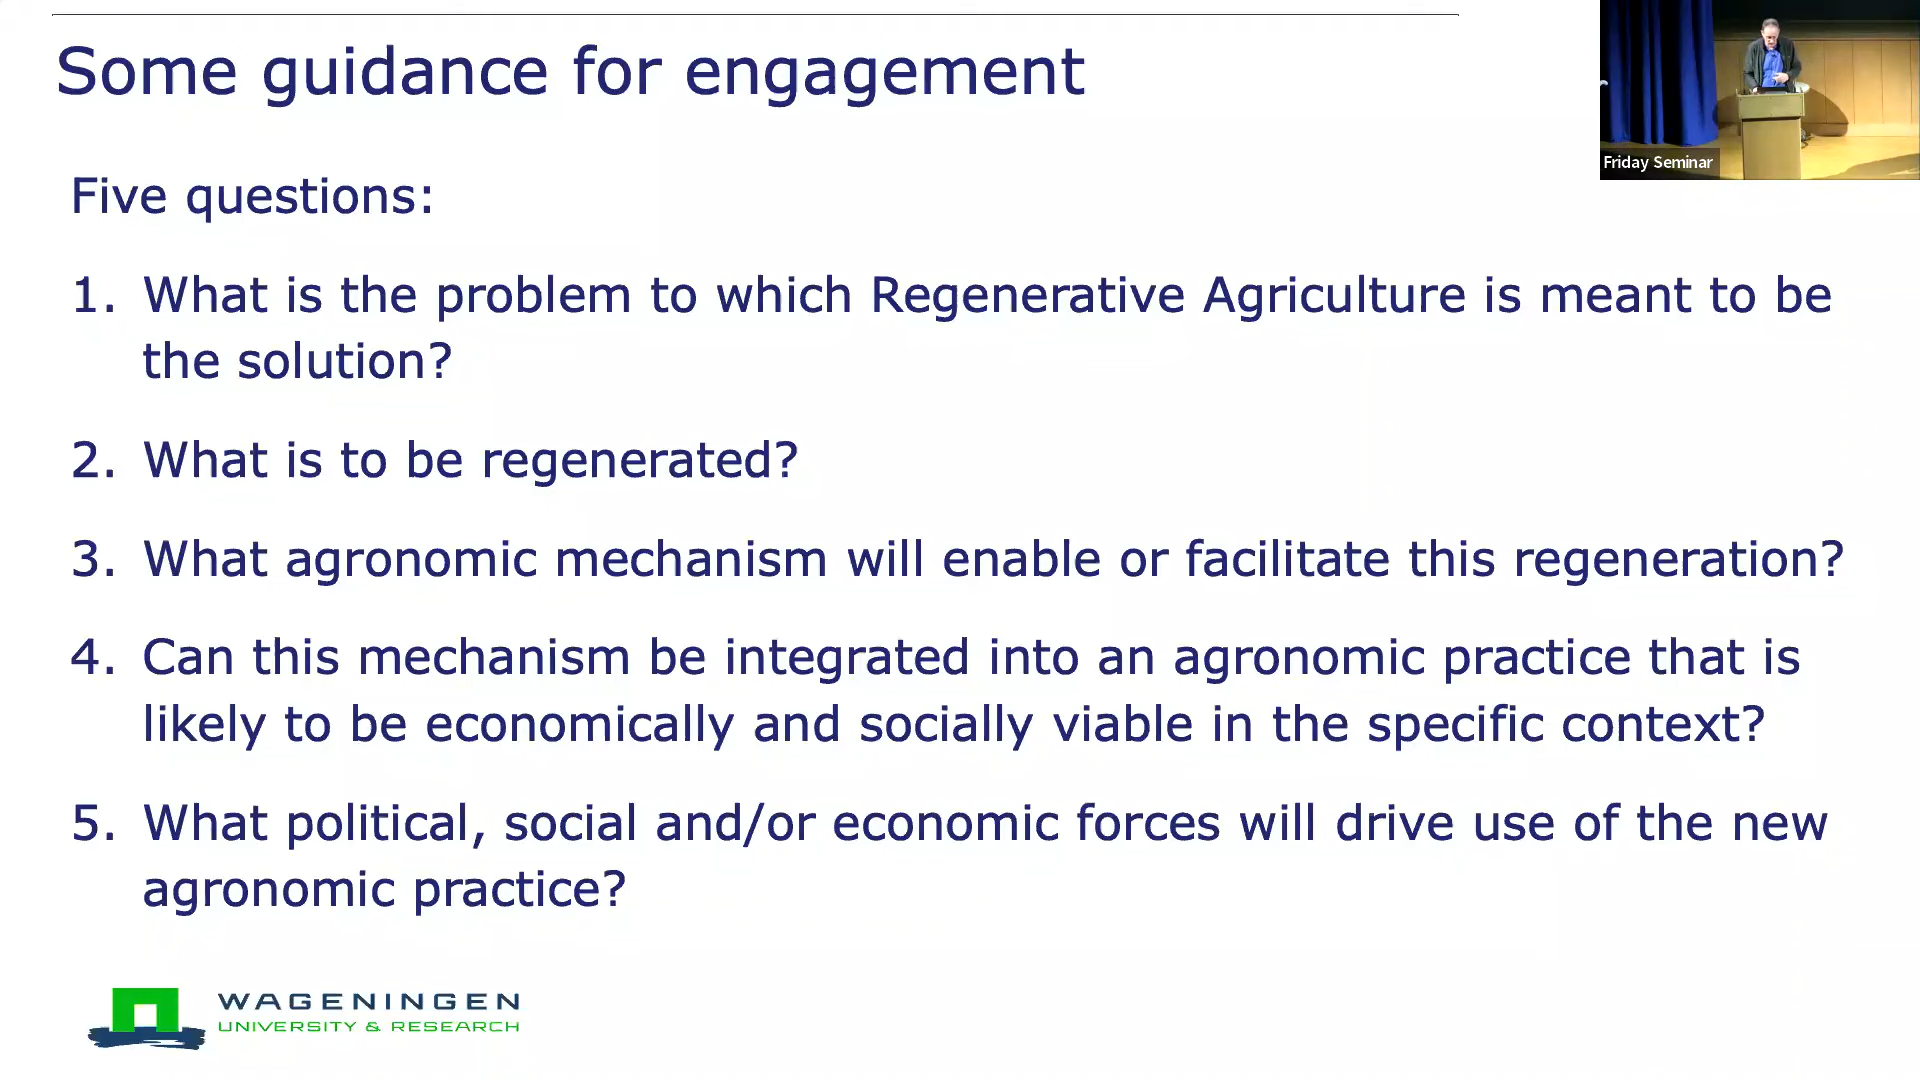 Some guidance for engagement
Friday Seminar
Five questions:
1. What is the problem to which Regenerative Agriculture is meant to be
the solution?
2. What is to be regenerated?
3. What agronomic mechanism will enable or facilitate this regeneration?
4. Can this mechanism be integrated into an agronomic practice that is
likely to be economically and socially viable in the specific context?
5. What political, social and/or economic forces will drive use of the new
agronomic practice?
WAGENINGEN
UNIVERSITY & RESEARCH